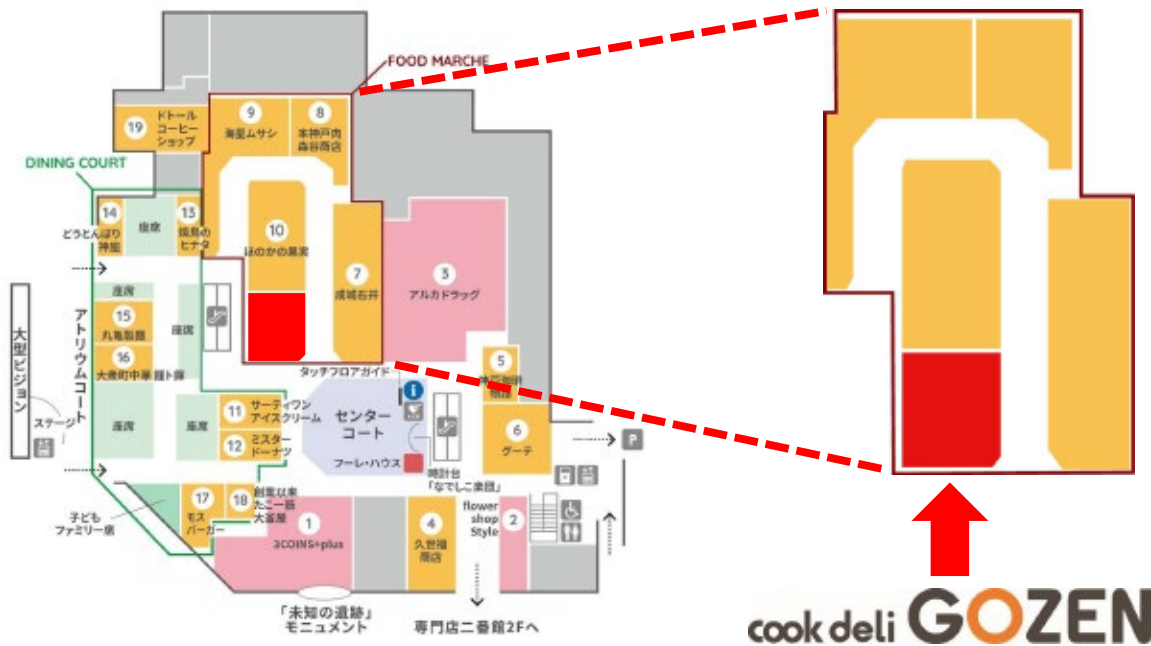 FOOD MARCHE
DINING COURT
19
ドトール
コーヒー
ショップ
9
海星ムサシ
8
本神戸肉
森谷商店
14
どうとんぼり
神座
座席
13
焼鳥の
ヒナタ
10
ほのかの果実
7
成城石井
3
アルカドラッグ
座席
15
丸亀製麺
座席
16
大衆町中華
アトリウムコート
大型ビジョン
ステージ
座席
座席
11
サーティワン
アイスクリーム
12
ミスター
ドーナツ
タッチフロアガイド
センター
コート
フーレ・ハウス
5
6
グーテ
P
時計台
「なでしこ楽団」
17
モス
バーガー
18
創業以来
たこ一筋
大釜屋
子ども
ファミリー席
1
3COINS+plus
4
久世福
商店
flower
shop
Style
2
「未知の遺跡」
モニュメント
専門店二番館2Fへ
cook deli GOZEN